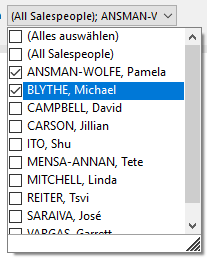 (All Salespeople); ANSMAN-V
(Alles auswählen)
(All Salespeople)
ANSMAN-WOLFE, Pamela
BLYTHE, Michael
CAMPBELL, David
CARSON, Jillian
ITO, Shu
MENSA-ANNAN, Tete
MITCHELL, Linda
REITER, Tsvi
SARAIVA, José
VARGAS, Garrett